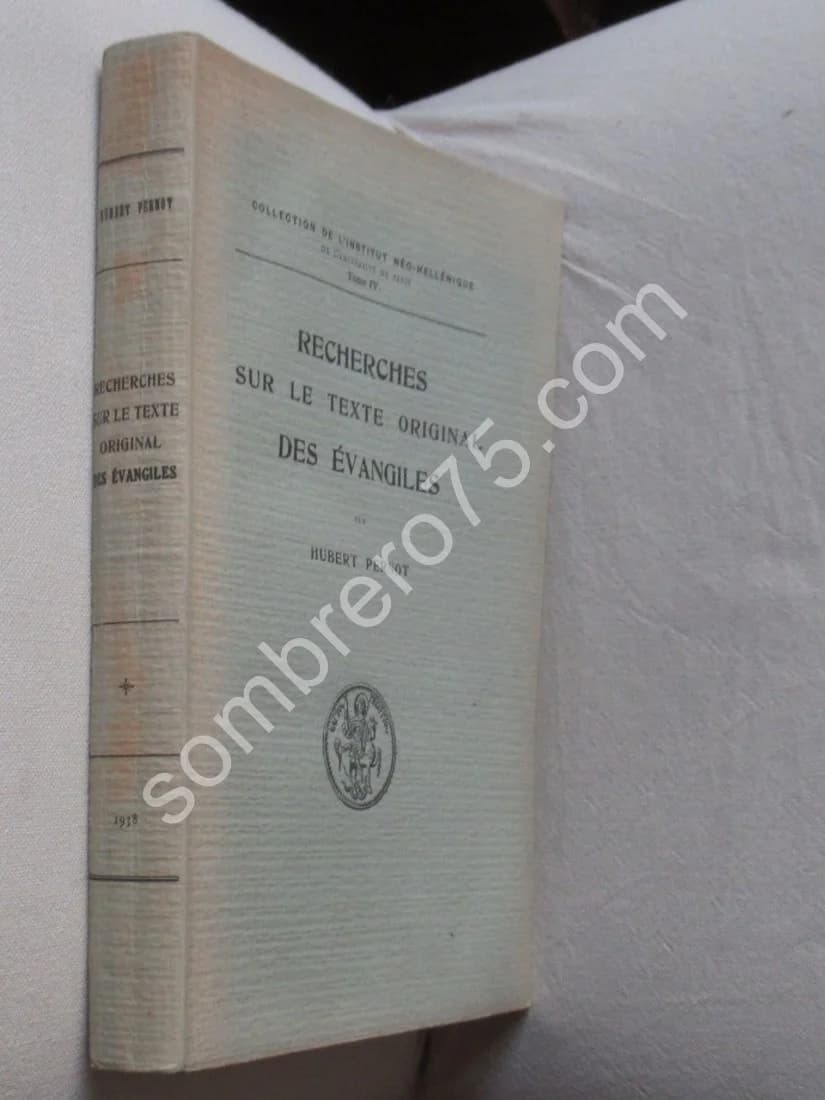 HUBERT PERNOT
RECHERCHES
SUR LE TEXTE
ORIGINAL
DES ÉVANGILES
1938
COLLECTION DE L'INSTITUT NÉO-HELLÉNIQUE
DE L'UNIVERSITÉ DE PARIS
Tome IV.
RECHERCHES
SUR LE TEXTE ORIGINAL
DES ÉVANGILES
PAR
HUBERT PERNOT
sombrero75.com